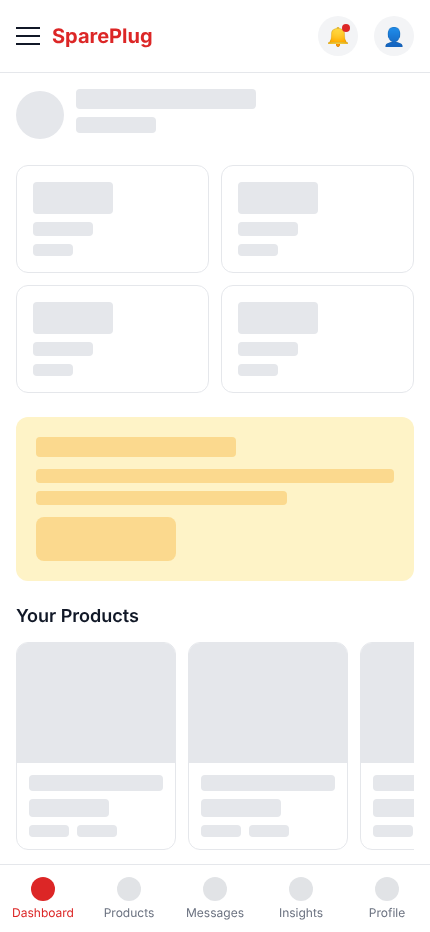 SparePlug
Your Products
Dashboard
Products
Messages
Insights
Profile